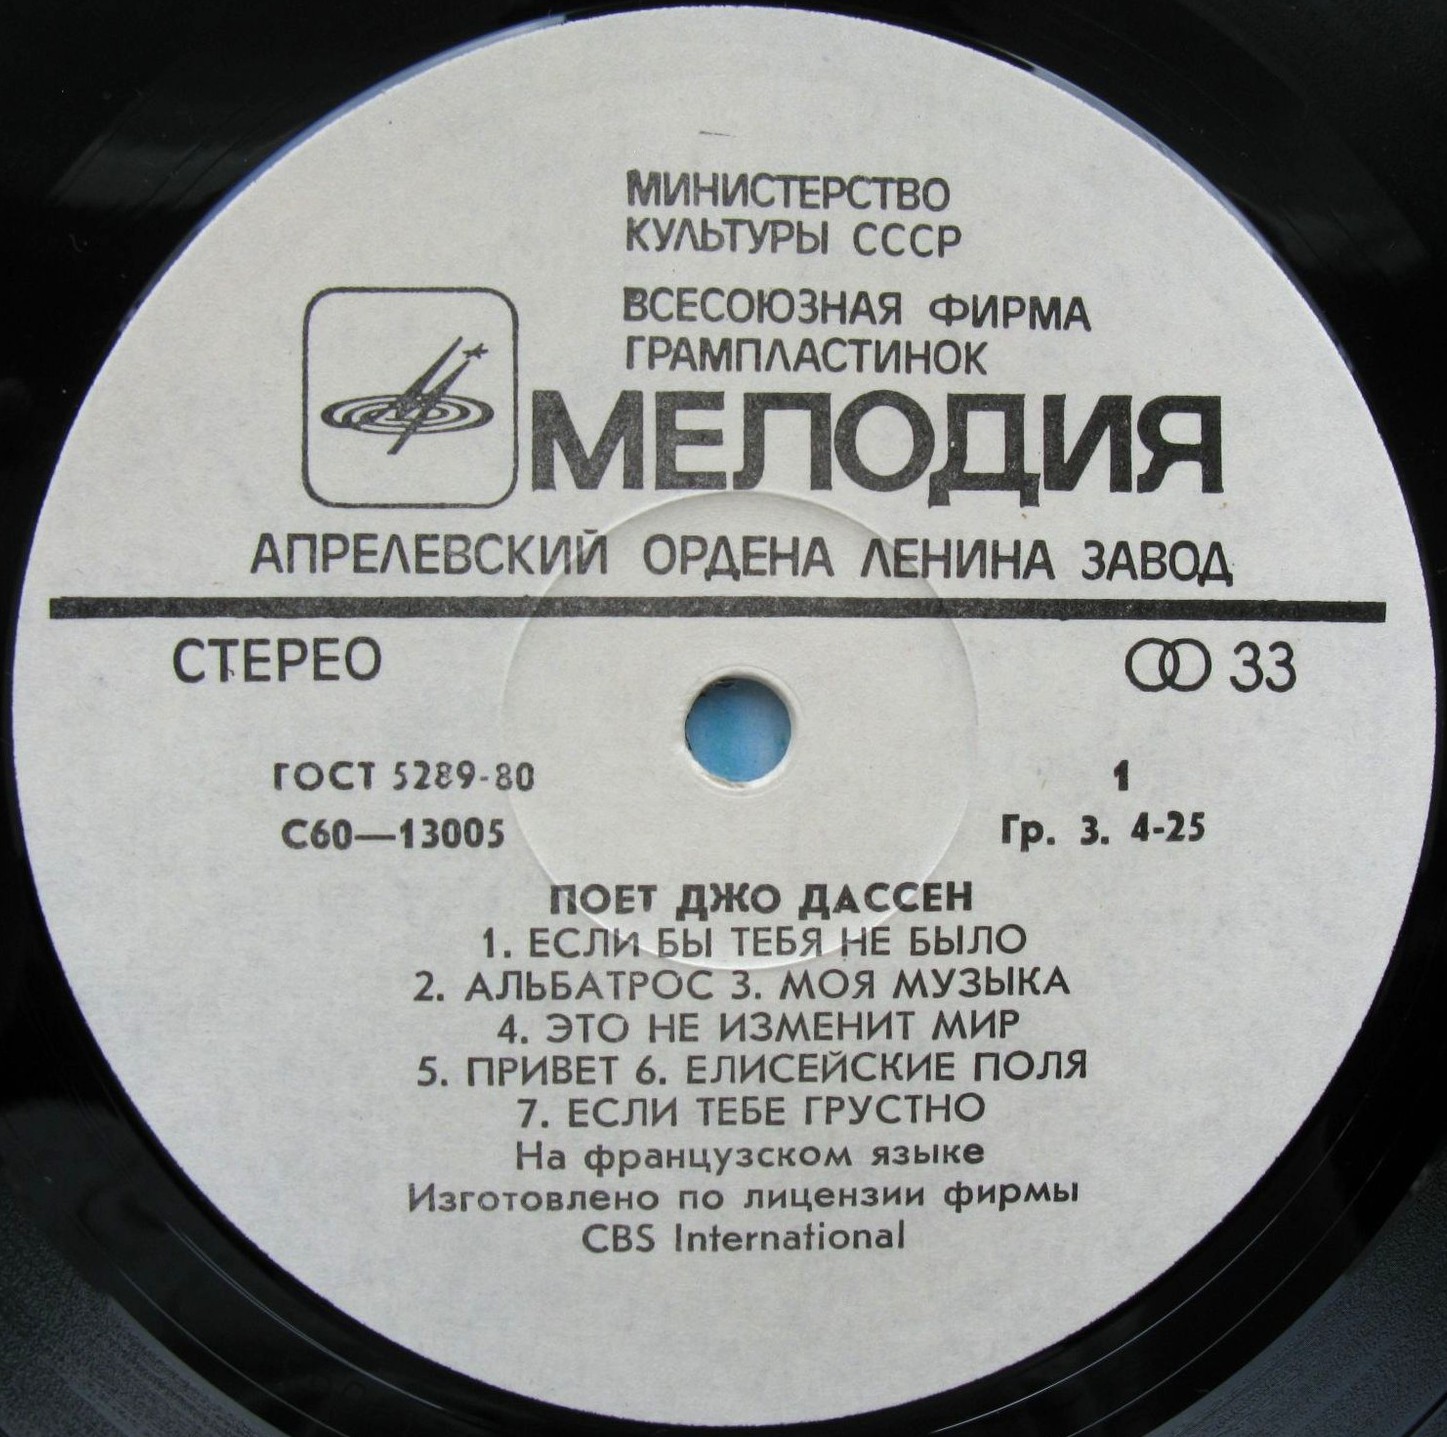 МИНИСТЕРСТВО
КУЛЬТУРЫ СССР
ВСЕСОЮЗНАЯ ФИРМА
ГРАМПЛАСТИНОК
МЕЛОДИЯ
АПРЕЛЕВСКИЙ ОРДЕНА ЛЕНИНА ЗАВОД
СТЕРЕО 33
ГОСТ 5289-80 1
С60—13005 Гр. 3. 4-25
ПОЕТ ДЖО ДАССЕН
1. ЕСЛИ БЫ ТЕБЯ НЕ БЫЛО
2. АЛЬБАТРОС 3. МОЯ МУЗЫКА
4. ЭТО НЕ ИЗМЕНИТ МИР
5. ПРИВЕТ 6. ЕЛИСЕЙСКИЕ ПОЛЯ
7. ЕСЛИ ТЕБЕ ГРУСТНО
На французском языке
Изготовлено по лицензии фирмы
CBS International